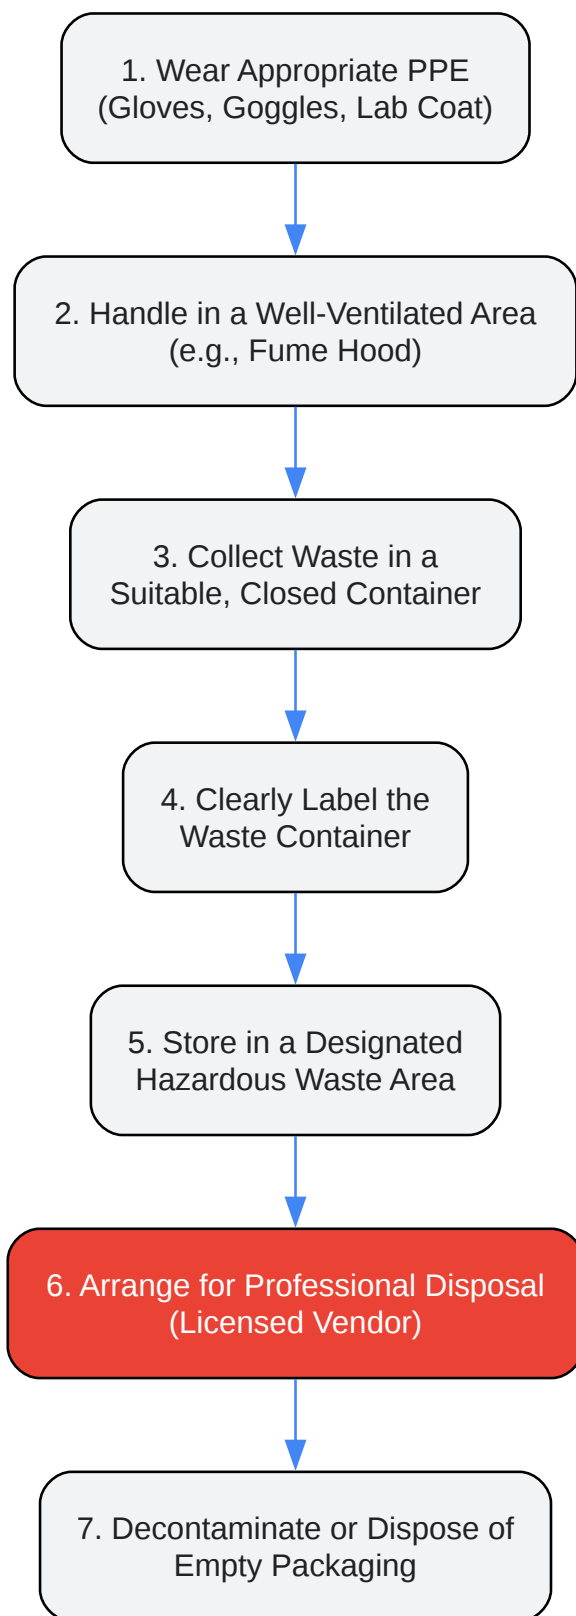 1. Wear Appropriate PPE
(Gloves, Goggles, Lab Coat)
2. Handle in a Well-Ventilated Area
(e.g., Fume Hood)
3. Collect Waste in a
Suitable, Closed Container
4. Clearly Label the
Waste Container
5. Store in a Designated
Hazardous Waste Area
6. Arrange for Professional Disposal
(Licensed Vendor)
7. Decontaminate or Dispose of
Empty Packaging